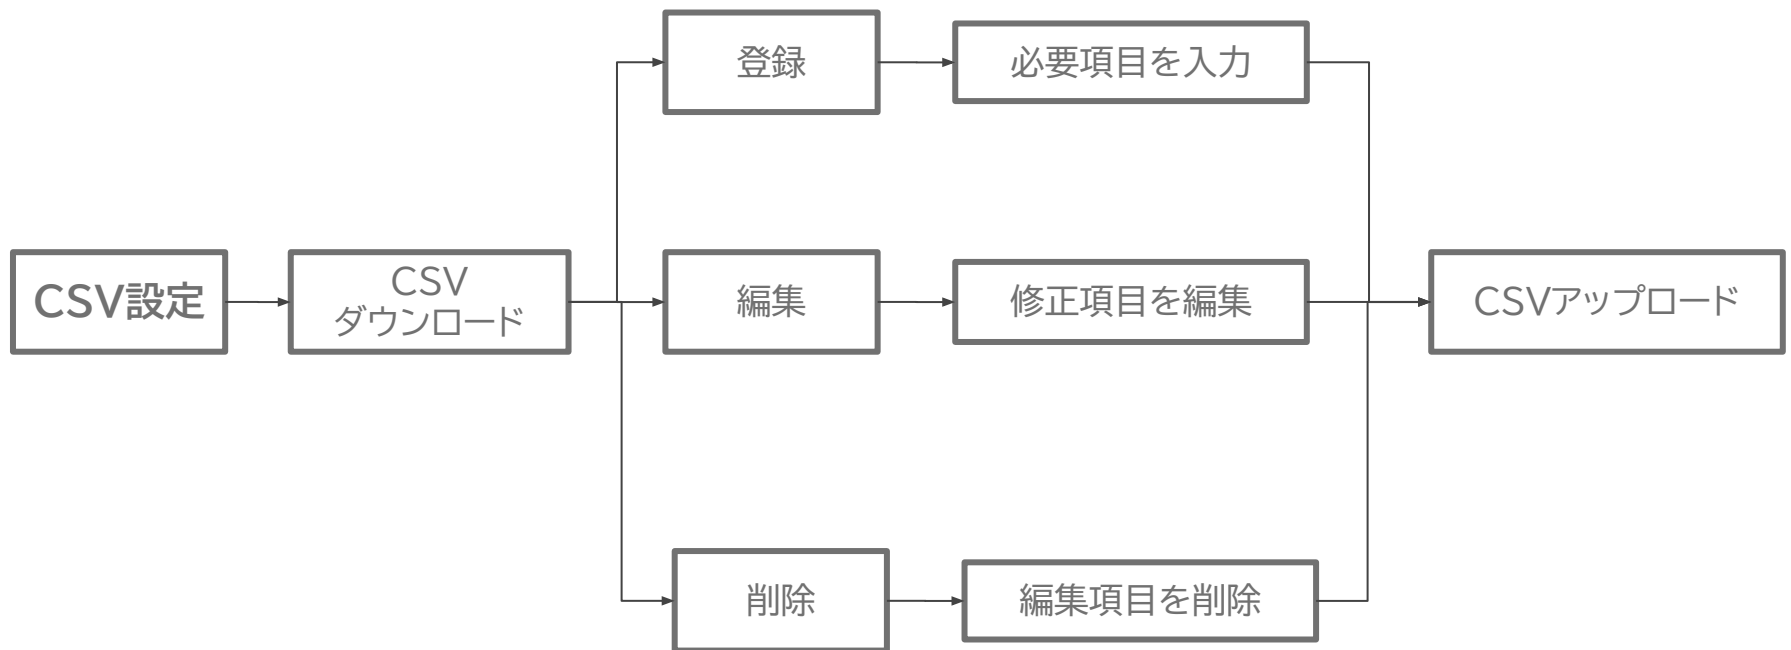 登録
必要項目を入力
CSV設定
CSV
ダウンロード
編集
修正項目を編集
CSVアップロード
削除
編集項目を削除